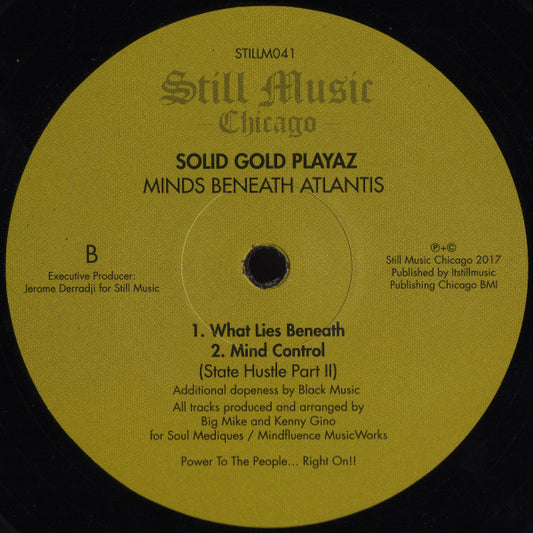 STILLM041
Still Music
-Chicago-
SOLID GOLD PLAYAZ
MINDS BENEATH ATLANTIS
B
Executive Producer:
Jerome Derradji for Still Music
℗+©
Still Music Chicago 2017
Published by Itstillmusic
Publishing Chicago BMI
1. What Lies Beneath
2. Mind Control
(State Hustle Part II)
Additional dopeness by Black Music
All tracks produced and arranged by
Big Mike and Kenny Gino
for Soul Mediques / Mindfluence MusicWorks
Power To The People... Right On!!